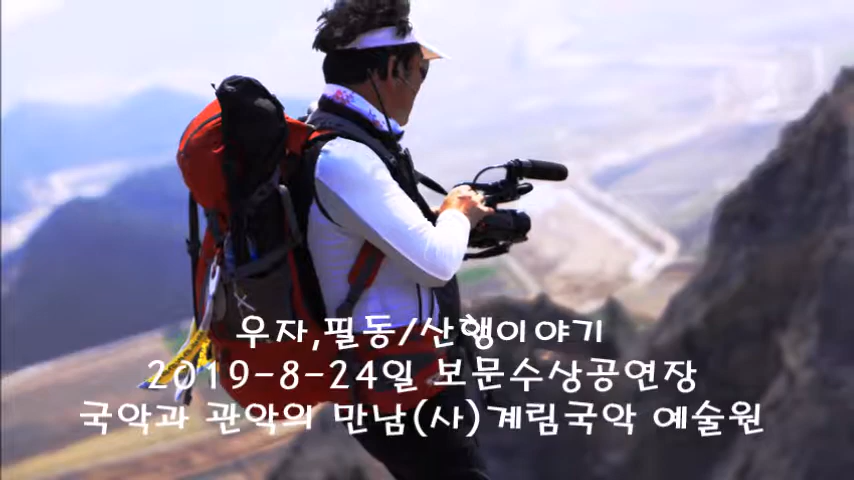 우자,필동/산행이야기
2019-8-24일 보문수상공연장
국악과 관악의 만남(사)계림국악 예술원